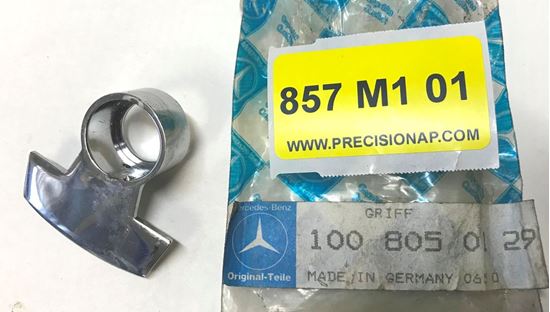 857 M1 01
WWW.PRECISIONAP.COM
Mercedes-Benz
GRIFF
100 805 01 29
Original-Teile
MADE IN GERMANY